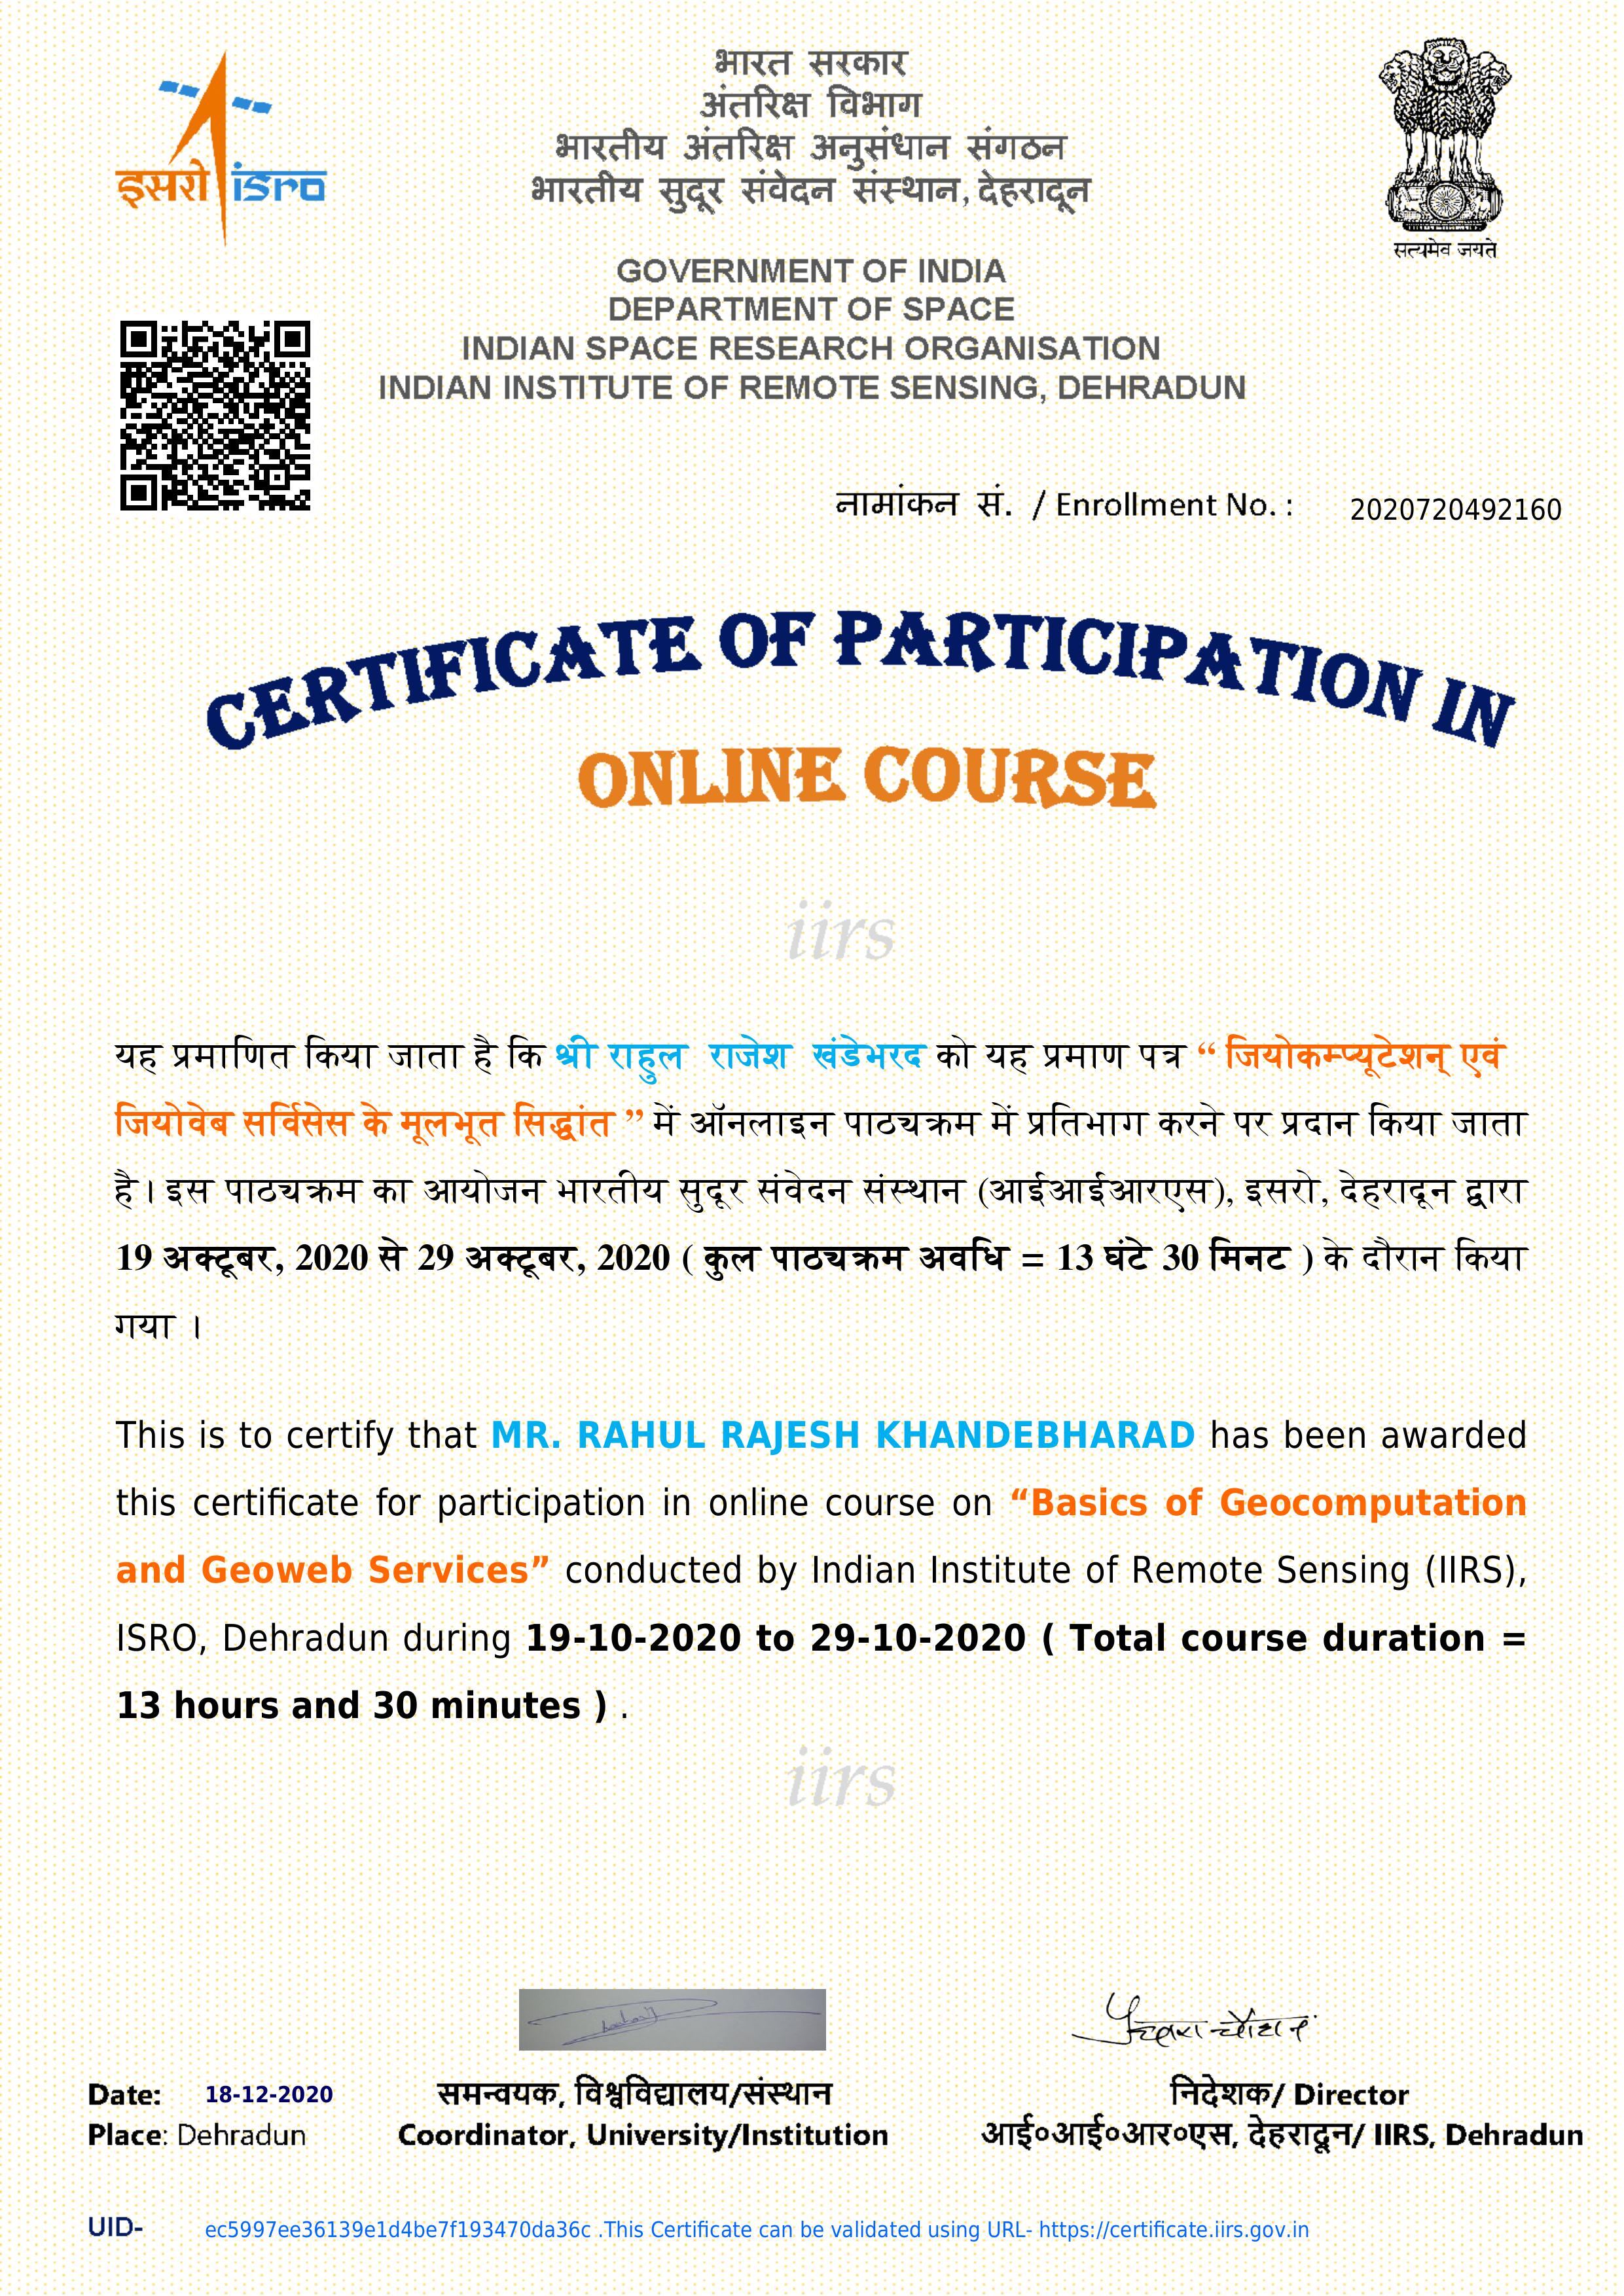 भारत सरकार
अंतरिक्ष विभाग
भारतीय अंतरिक्ष अनुसंधान संगठन
भारतीय सुदूर संवेदन संस्थान, देहरादून
इसरो isro
सत्यमेव जयते
GOVERNMENT OF INDIA
DEPARTMENT OF SPACE
INDIAN SPACE RESEARCH ORGANISATION
INDIAN INSTITUTE OF REMOTE SENSING, DEHRADUN
नामांकन सं. / Enrollment No. : 2020720492160
CERTIFICATE OF PARTICIPATION IN
ONLINE COURSE
iirs
यह प्रमाणित किया जाता है कि श्री राहुल राजेश खंडेभरद को यह प्रमाण पत्र “ जियोकम्प्यूटेशन् एवं
जियोवेब सर्विसेस के मूलभूत सिद्धांत ” में ऑनलाइन पाठ्यक्रम में प्रतिभाग करने पर प्रदान किया जाता
है। इस पाठ्यक्रम का आयोजन भारतीय सुदूर संवेदन संस्थान (आईआईआरएस), इसरो, देहरादून द्वारा
19 अक्टूबर, 2020 से 29 अक्टूबर, 2020 ( कुल पाठ्यक्रम अवधि = 13 घंटे 30 मिनट ) के दौरान किया
गया ।
This is to certify that MR. RAHUL RAJESH KHANDEBHARAD has been awarded
this certificate for participation in online course on “Basics of Geocomputation
and Geoweb Services” conducted by Indian Institute of Remote Sensing (IIRS),
ISRO, Dehradun during 19-10-2020 to 29-10-2020 ( Total course duration =
13 hours and 30 minutes ) .
iirs
Date: 18-12-2020
Place: Dehradun
समन्वयक, विश्वविद्यालय/संस्थान
Coordinator, University/Institution
निदेशक/ Director
आई०आई०आर०एस, देहरादून/ IIRS, Dehradun
UID- ec5997ee36139e1d4be7f193470da36c .This Certificate can be validated using URL- https://certificate.iirs.gov.in